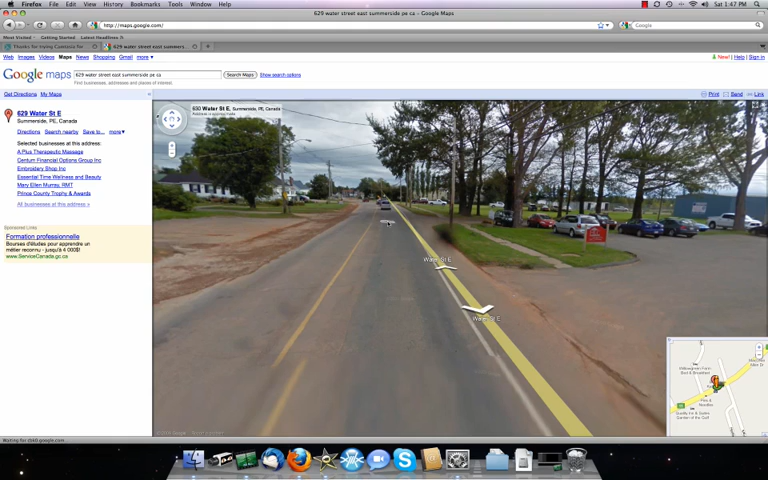 Firefox File Edit View History Bookmarks Tools Window Help
Sat 1:47 PM
629 water street east summerside pe ca – Google Maps
http://maps.google.com/
Google
Most Visited Getting Started Latest Headlines
Thanks for trying Camtasia for
629 water street east summers...
Web Images Videos Maps News Shopping Gmail more ▾
New! | Help | Sign in
Google maps
629 water street east summerside pe ca
Search Maps
Show search options
Find businesses, addresses and places of interest.
Get Directions My Maps
Print Send Link
629 Water St E
Summerside, PE, Canada
Directions Search nearby Save to... more▾
Selected businesses at this address:
A Plus Therapeutic Massage
Centum Financial Options Group Inc
Embroidery Shop Inc
Essential Time Wellness and Beauty
Mary Ellen Murray, RMT
Prince County Trophy & Awards
All businesses at this address »
Sponsored Links
Formation professionelle
Bourses d'études pour apprendre un
métier reconnu - jusqu'à 4 000$!
www.ServiceCanada.gc.ca
630 Water St E, Summerside, PE, Canada
Address is approximate
Water St E
Water St E